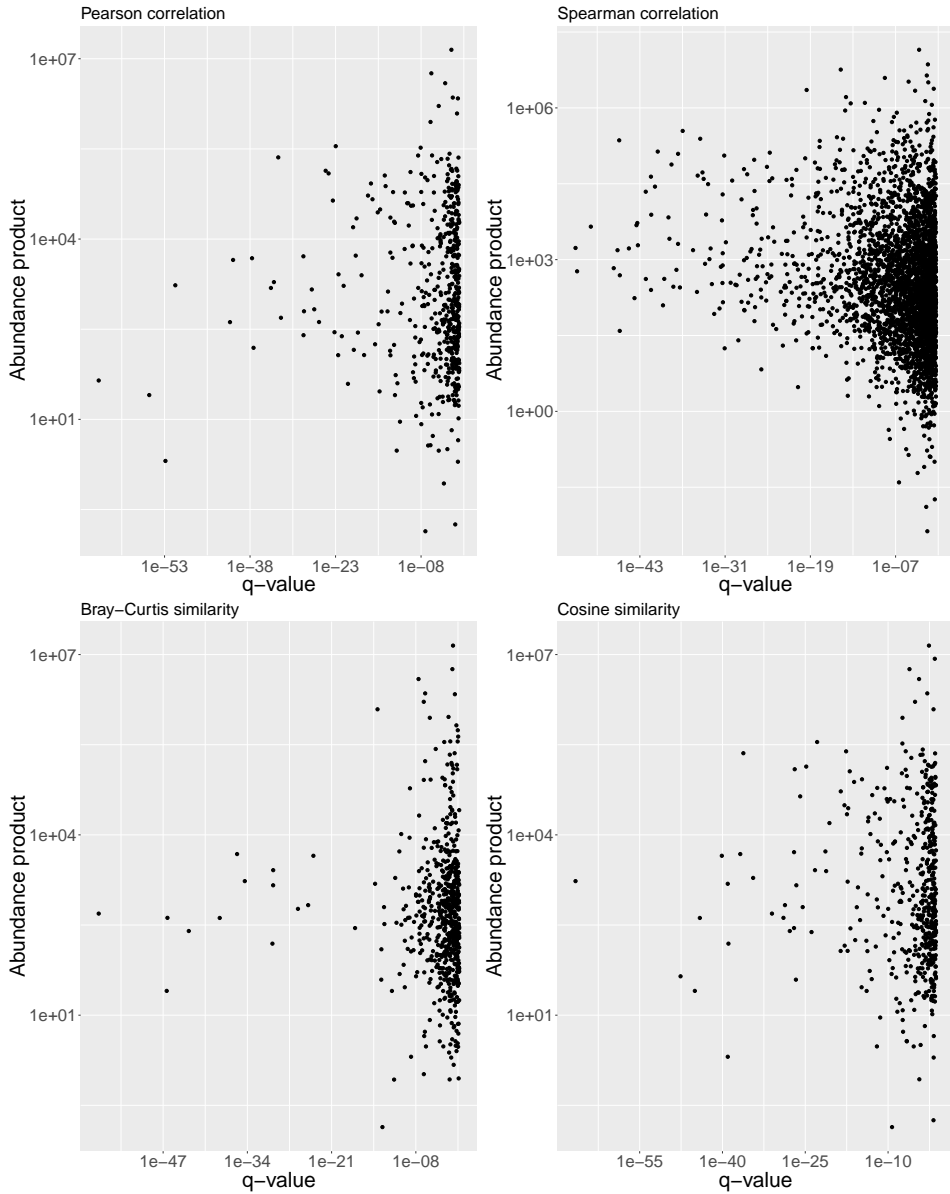 Pearson correlation
1e+07
1e+04
1e+01
Abundance product
1e−53 1e−38 1e−23 1e−08
q−value
Spearman correlation
1e+06
1e+03
1e+00
Abundance product
1e−43 1e−31 1e−19 1e−07
q−value
Bray−Curtis similarity
1e+07
1e+04
1e+01
Abundance product
1e−47 1e−34 1e−21 1e−08
q−value
Cosine similarity
1e+07
1e+04
1e+01
Abundance product
1e−55 1e−40 1e−25 1e−10
q−value